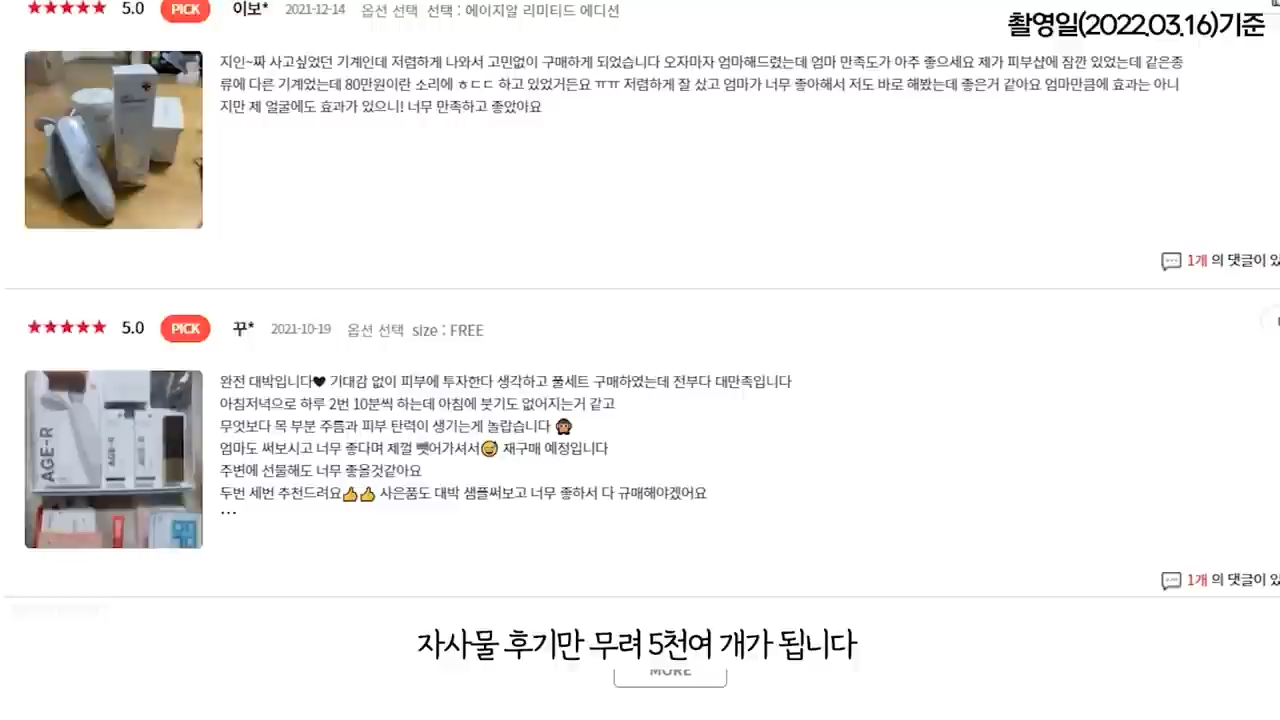 ★★★★★ 5.0 PICK 이보* 2021-12-14 옵션 선택 선택 : 에이지알 리미티드 에디션
촬영일(2022.03.16)기준
지인~짜 사고싶었던 기계인데 저렴하게 나와서 고민없이 구매하게 되었습니다 오자마자 엄마해드렸는데 엄마 만족도가 아주 좋으세요 제가 피부샵에 잠깐 있었는데 같은종
류에 다른 기계었는데 80만원이란 소리에 ㅎㄷㄷ 하고 있었거든요 ㅠㅠ 저렴하게 잘 샀고 엄마가 너무 좋아해서 저도 바로 해봤는데 좋은거 같아요 엄마만큼에 효과는 아니
지만 제 얼굴에도 효과가 있으니! 너무 만족하고 좋았아요
1개 의 댓글이 있
★★★★★ 5.0 PICK 꾸* 2021-10-19 옵션 선택 size : FREE
완전 대박입니다🖤 기대감 없이 피부에 투자한다 생각하고 풀세트 구매하였는데 전부다 대만족입니다
아침저녁으로 하루 2번 10분씩 하는데 아침에 붓기도 없어지는거 같고
무엇보다 목 부분 주름과 피부 탄력이 생기는게 놀랍습니다 🙊
엄마도 써보시고 너무 좋다며 제껄 뺏어가셔서😅 재구매 예정입니다
주변에 선물해도 너무 좋을것같아요
두번 세번 추천드려요👍👍 사은품도 대박 샘플써보고 너무 좋하서 다 규매해야겠어요
...
AGE-R
AGE-R
AGE-R
1개 의 댓글이 있
자사물 후기만 무려 5천여 개가 됩니다
MORE